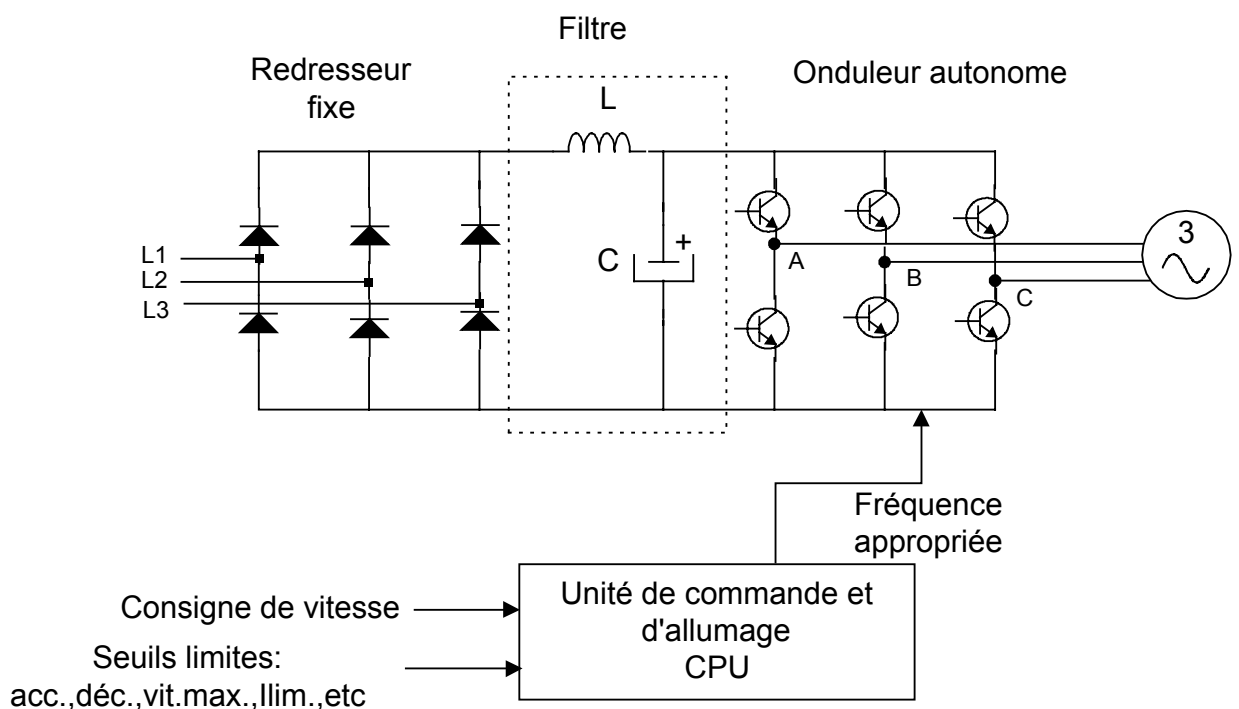 Filtre
Redresseur
fixe
Onduleur autonome
L
C
+
L1
L2
L3
A
B
C
3
Fréquence
appropriée
Consigne de vitesse
Seuils limites:
acc.,déc.,vit.max.,Ilim.,etc
Unité de commande et
d'allumage
CPU